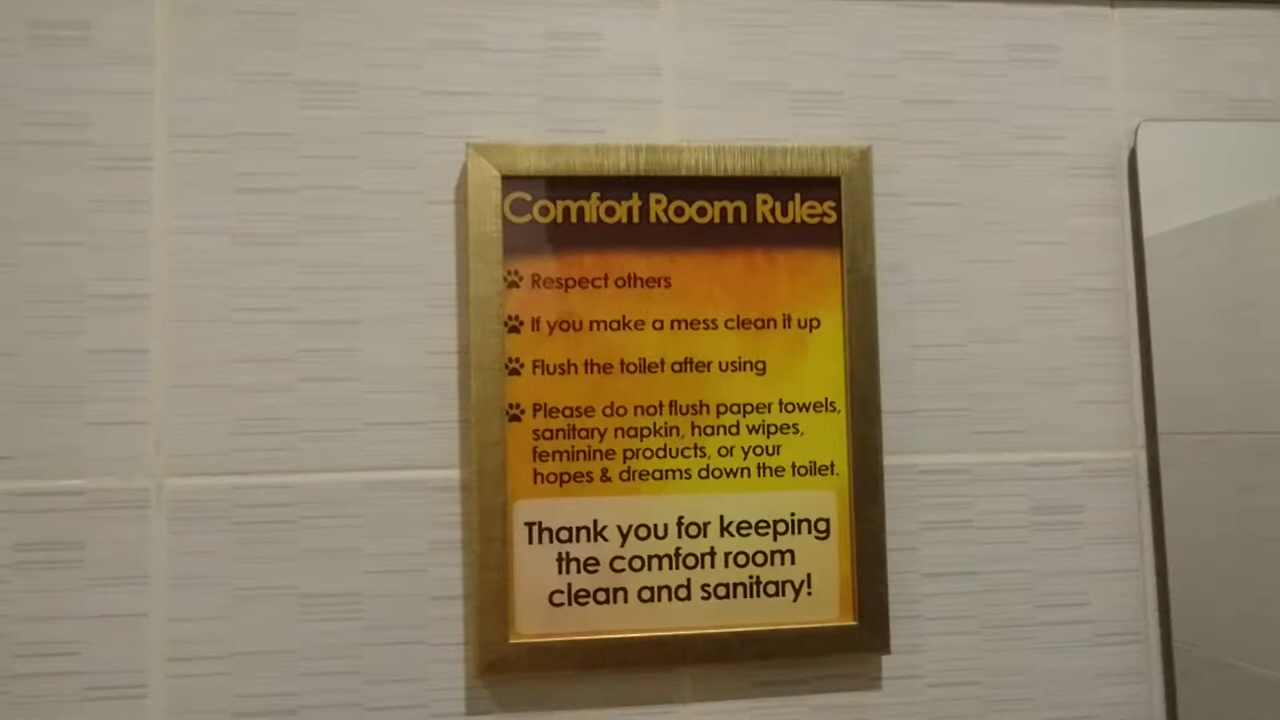 Comfort Room Rules
Respect others
If you make a mess clean it up
Flush the toilet after using
Please do not flush paper towels,
sanitary napkin, hand wipes,
feminine products, or your
hopes & dreams down the toilet.
Thank you for keeping
the comfort room
clean and sanitary!